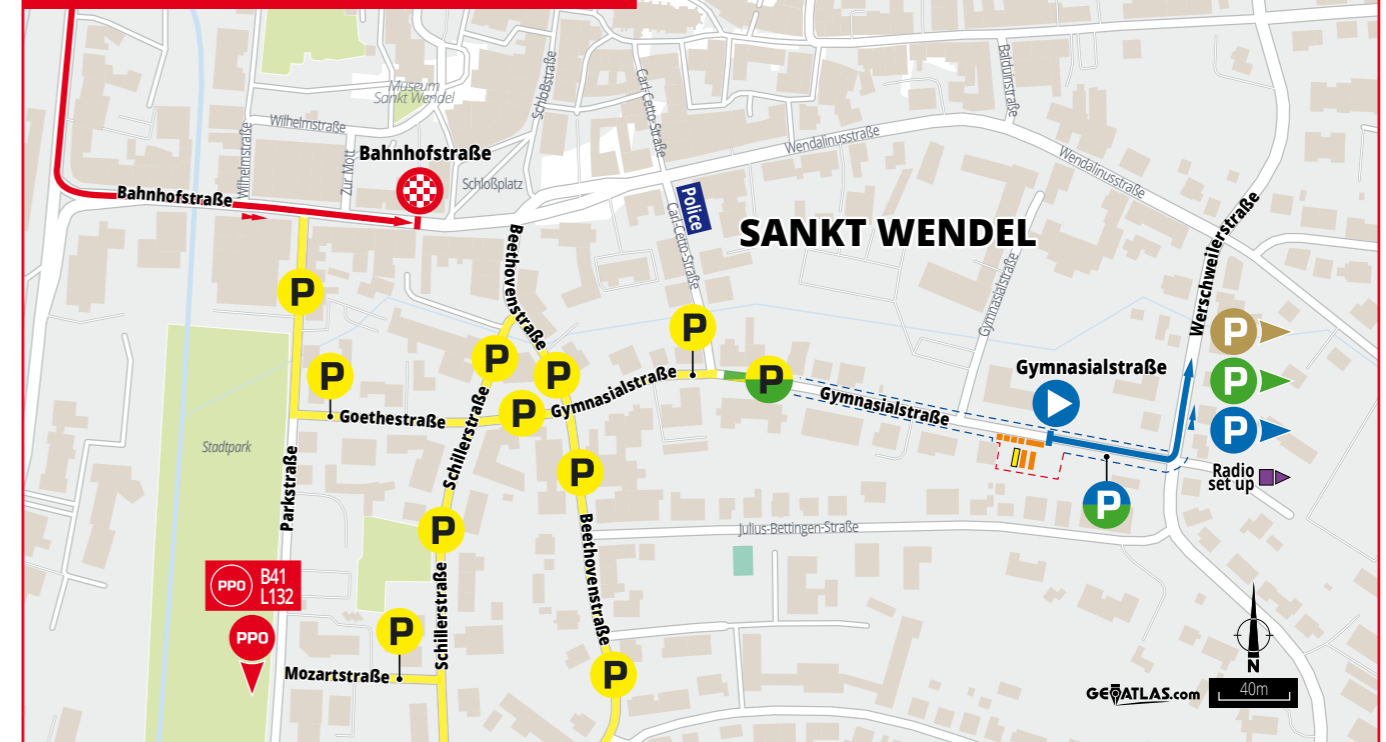 Museum
Sankt Wendel
Schloßstraße
Carl-Cetto-Straße
Balduinstraße
Wilhelmstraße
Wilhelmstraße
Zur Mott
Bahnhofstraße
Schloßplatz
Wendalinusstraße
Wendalinusstraße
Bahnhofstraße
Police
Carl-Cetto-Straße
SANKT WENDEL
Beethovenstraße
Werschweilerstraße
Gymnasialstraße
P
P
P
P
P
P
P
P
Gymnasialstraße
P
Goethestraße
P
Gymnasialstraße
Gymnasialstraße
P
Schillerstraße
Stadtpark
Parkstraße
P
Radio
set up
P
P
Julius-Bettingen-Straße
Beethovenstraße
PPO
B41
L132
Schillerstraße
PPO
P
Mozartstraße
P
N
GEOATLAS.com
40m